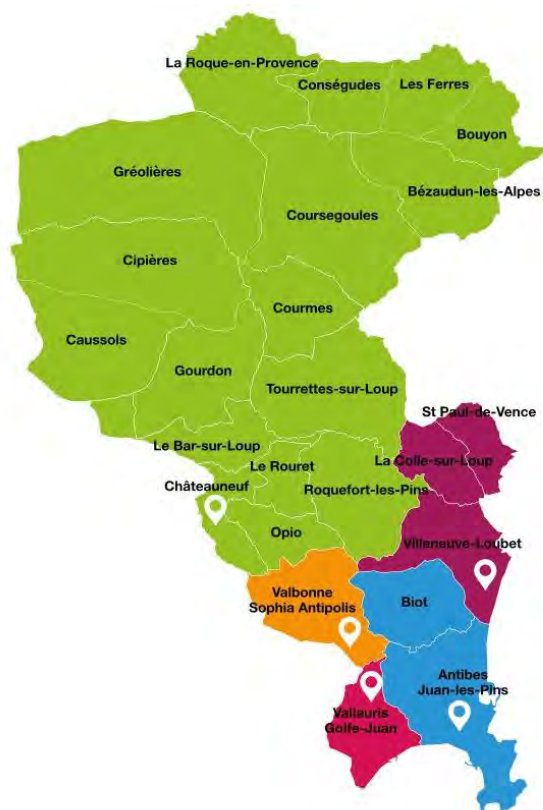 La Roque-en-Provence
Conségudes
Les Ferres
Bouyon
Gréolières
Bézaudun-les-Alpes
Coursegoules
Cipières
Courmes
Caussols
Gourdon
Tourrettes-sur-Loup
St Paul-de-Vence
Le Bar-sur-Loup
La Colle-sur-Loup
Le Rouret
Châteauneuf
Roquefort-les-Pins
Opio
Villeneuve-Loubet
Valbonne
Sophia Antipolis
Biot
Antibes
Juan-les-Pins
Vallauris
Golfe-Juan